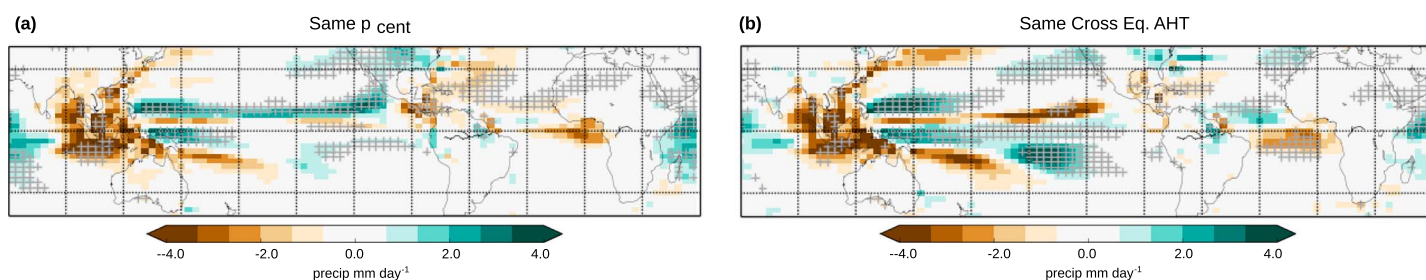 (a)
Same p cent
(b)
Same Cross Eq. AHT
--4.0 -2.0 0.0 2.0 4.0
precip mm day-1
--4.0 -2.0 0.0 2.0 4.0
precip mm day-1